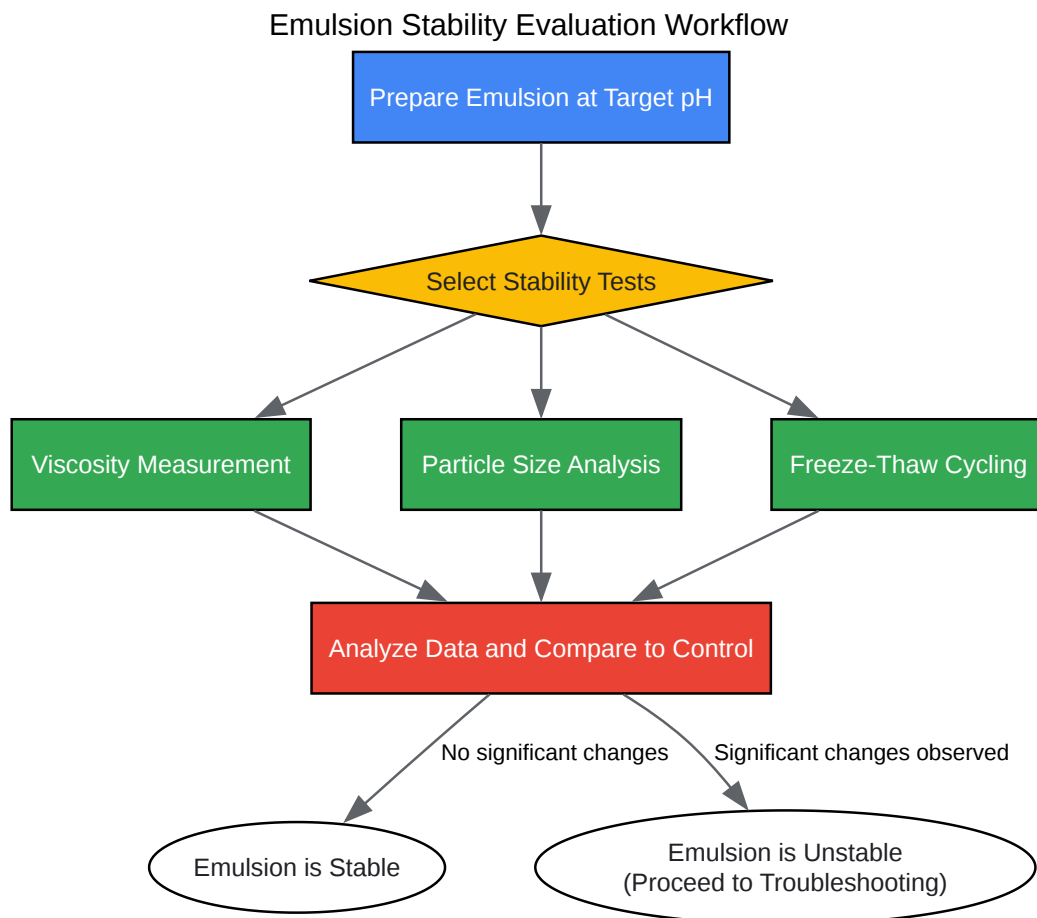 Emulsion Stability Evaluation Workflow
Prepare Emulsion at Target pH
Select Stability Tests
Viscosity Measurement
Particle Size Analysis
Freeze-Thaw Cycling
Analyze Data and Compare to Control
No significant changes
Significant changes observed
Emulsion is Stable
Emulsion is Unstable
(Proceed to Troubleshooting)